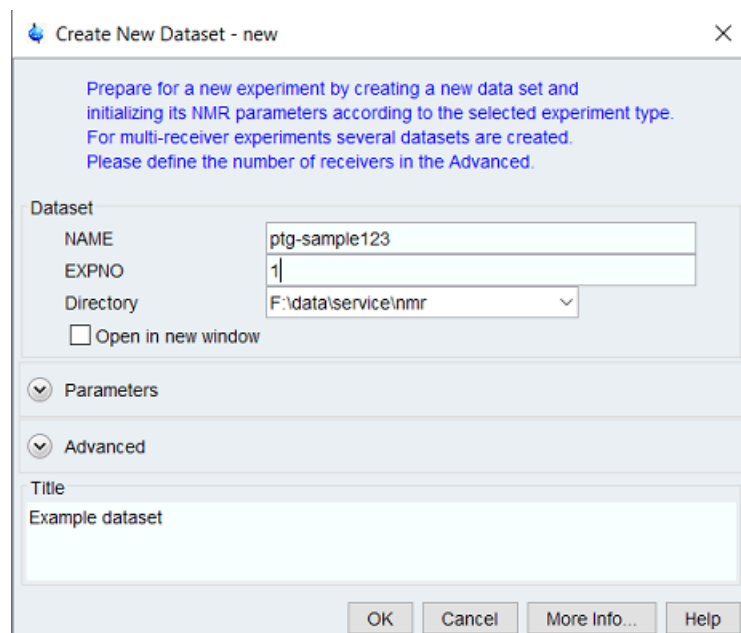 Create New Dataset - new
Prepare for a new experiment by creating a new data set and
initializing its NMR parameters according to the selected experiment type.
For multi-receiver experiments several datasets are created.
Please define the number of receivers in the Advanced.
Dataset
NAME ptg-sample123
EXPNO 1
Directory F:\data\service\nmr
Open in new window
Parameters
Advanced
Title
Example dataset
OK Cancel More Info... Help